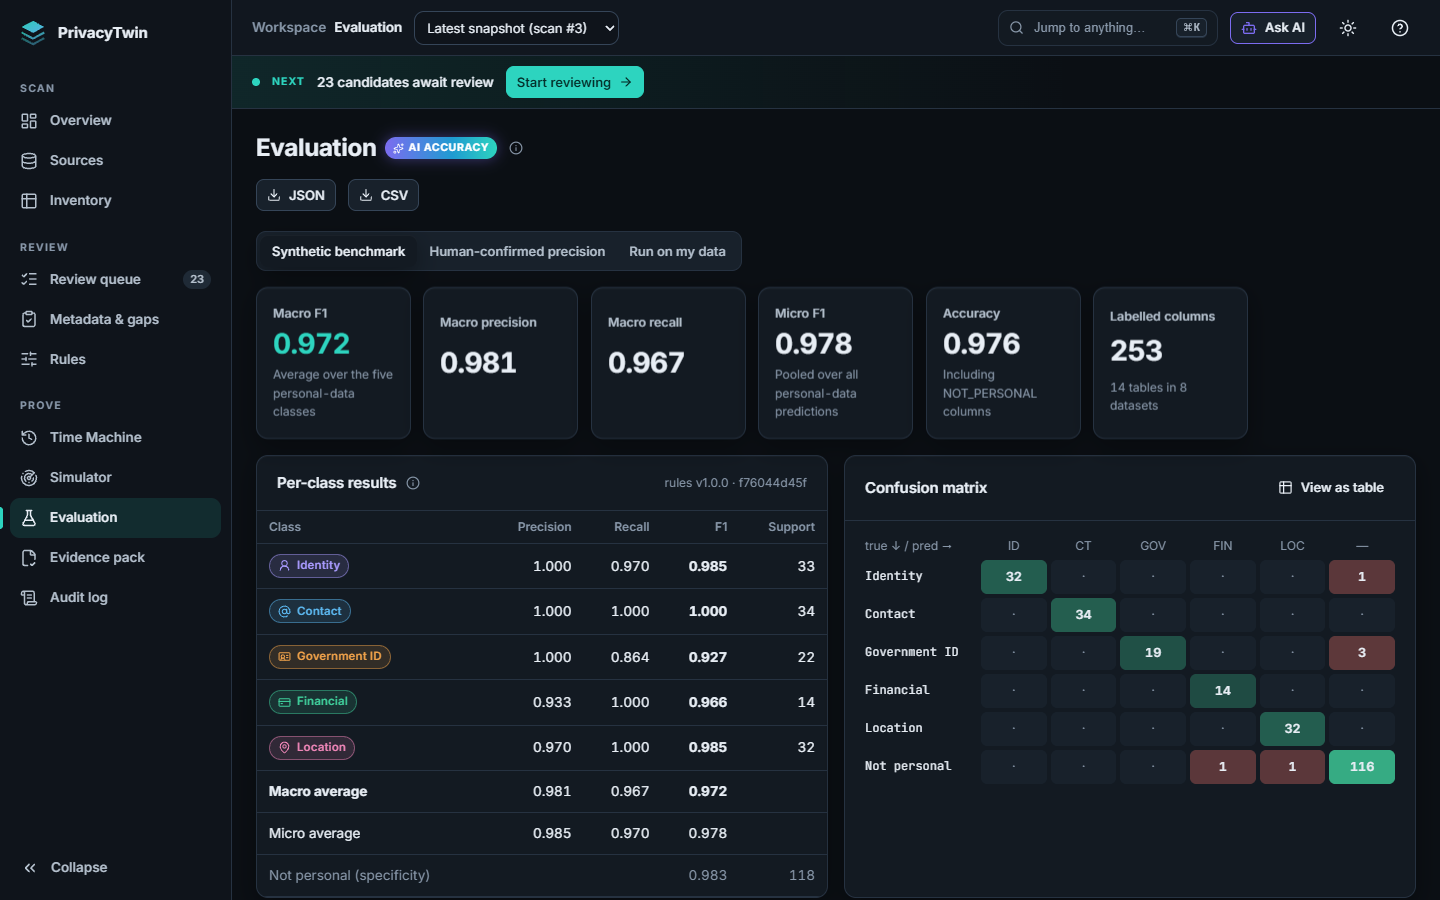 PrivacyTwin
Workspace Evaluation Latest snapshot (scan #3) Jump to anything... ⌘K Ask AI
NEXT 23 candidates await review Start reviewing →
SCAN
Overview
Sources
Inventory
REVIEW
Review queue 23
Metadata & gaps
Rules
PROVE
Time Machine
Simulator
Evaluation
Evidence pack
Audit log
Collapse
Evaluation AI ACCURACY
JSON CSV
Synthetic benchmark Human-confirmed precision Run on my data
Macro F1
0.972
Average over the five
personal-data
classes
Macro precision
0.981
Macro recall
0.967
Micro F1
0.978
Pooled over all
personal-data
predictions
Accuracy
0.976
Including
NOT_PERSONAL
columns
Labelled columns
253
14 tables in 8
datasets
Per-class results rules v1.0.0 · f76044d45f
Class Precision Recall F1 Support
Identity 1.000 0.970 0.985 33
Contact 1.000 1.000 1.000 34
Government ID 1.000 0.864 0.927 22
Financial 0.933 1.000 0.966 14
Location 0.970 1.000 0.985 32
Macro average 0.981 0.967 0.972
Micro average 0.985 0.970 0.978
Not personal (specificity) 0.983 118
Confusion matrix View as table
true ↓ / pred → ID CT GOV FIN LOC —
Identity 32 · · · · 1
Contact · 34 · · · ·
Government ID · · 19 · · 3
Financial · · · 14 · ·
Location · · · · 32 ·
Not personal · · · 1 1 116